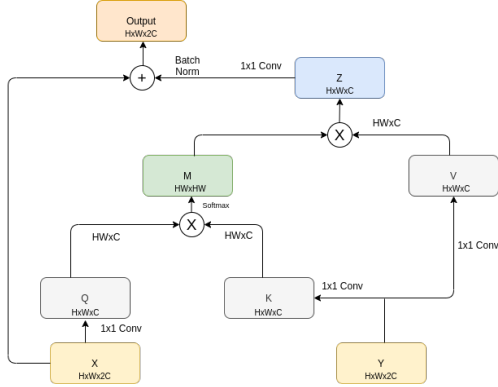 Output
HxWx2C
Batch
Norm
1x1 Conv
+
Z
HxWxC
X
HWxC
M
HWxHW
V
HxWxC
Softmax
X
HWxC
HWxC
1x1 Conv
Q
HxWxC
K
HxWxC
1x1 Conv
1x1 Conv
X
HxWx2C
Y
HxWx2C